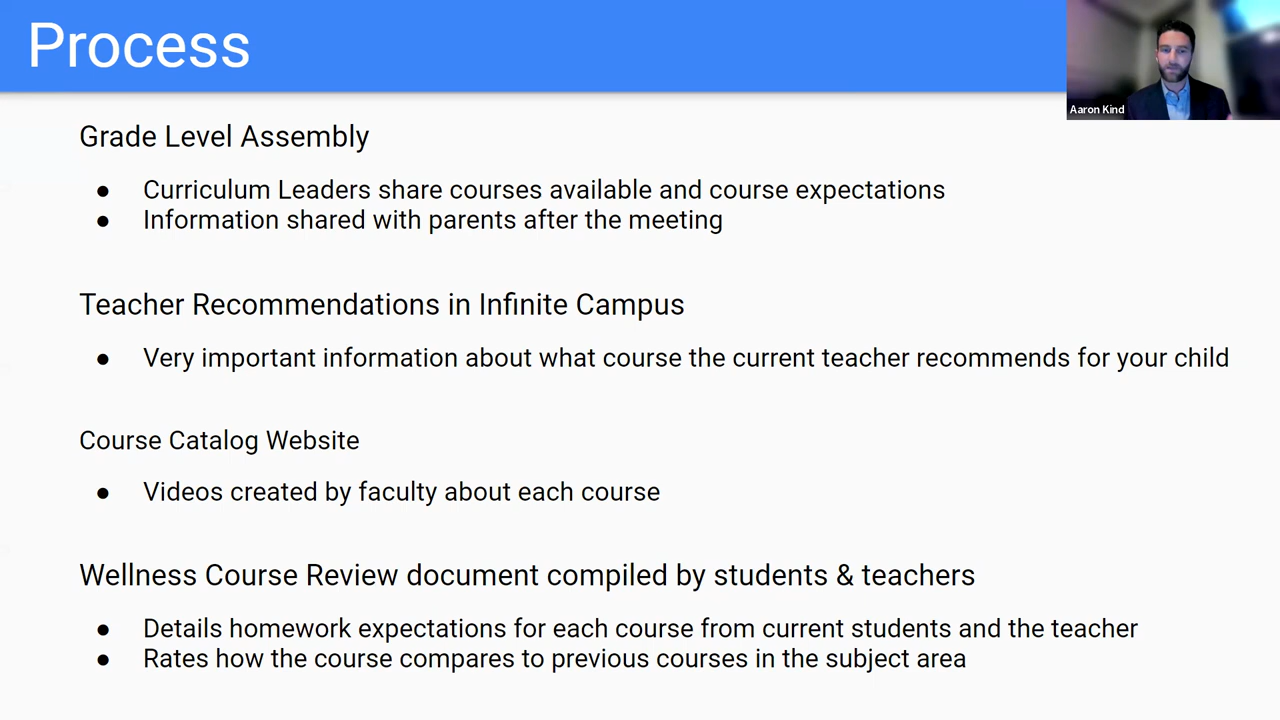 Process
Aaron Kind
Grade Level Assembly
● Curriculum Leaders share courses available and course expectations
● Information shared with parents after the meeting
Teacher Recommendations in Infinite Campus
● Very important information about what course the current teacher recommends for your child
Course Catalog Website
● Videos created by faculty about each course
Wellness Course Review document compiled by students & teachers
● Details homework expectations for each course from current students and the teacher
● Rates how the course compares to previous courses in the subject area